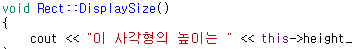 void Rect::DisplaySize()
{
cout << "이 사각형의 높이는 " << this->height_